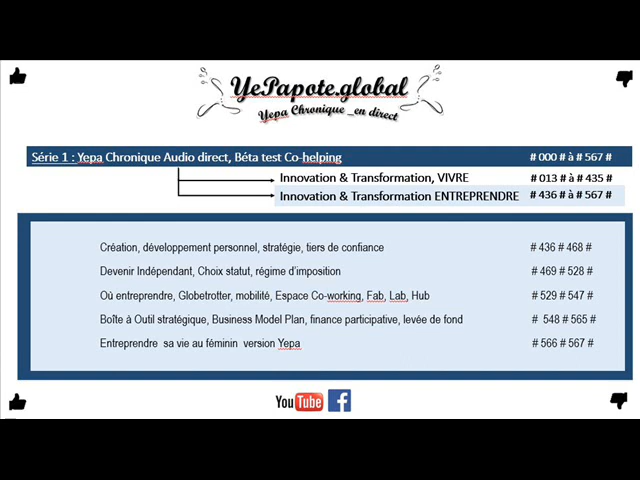 YePapote.global
Yepa Chronique _en direct
Série 1 : Yepa Chronique Audio direct, Béta test Co-helping # 000 # à # 567 #
Innovation & Transformation, VIVRE # 013 # à # 435 #
Innovation & Transformation ENTREPRENDRE # 436 # à # 567 #
Création, développement personnel, stratégie, tiers de confiance # 436 # 468 #
Devenir Indépendant, Choix statut, régime d'imposition # 469 # 528 #
Où entreprendre, Globetrotter, mobilité, Espace Co-working, Fab, Lab, Hub # 529 # 547 #
Boîte à Outil stratégique, Business Model Plan, finance participative, levée de fond # 548 # 565 #
Entreprendre sa vie au féminin version Yepa # 566 # 567 #
You Tube f